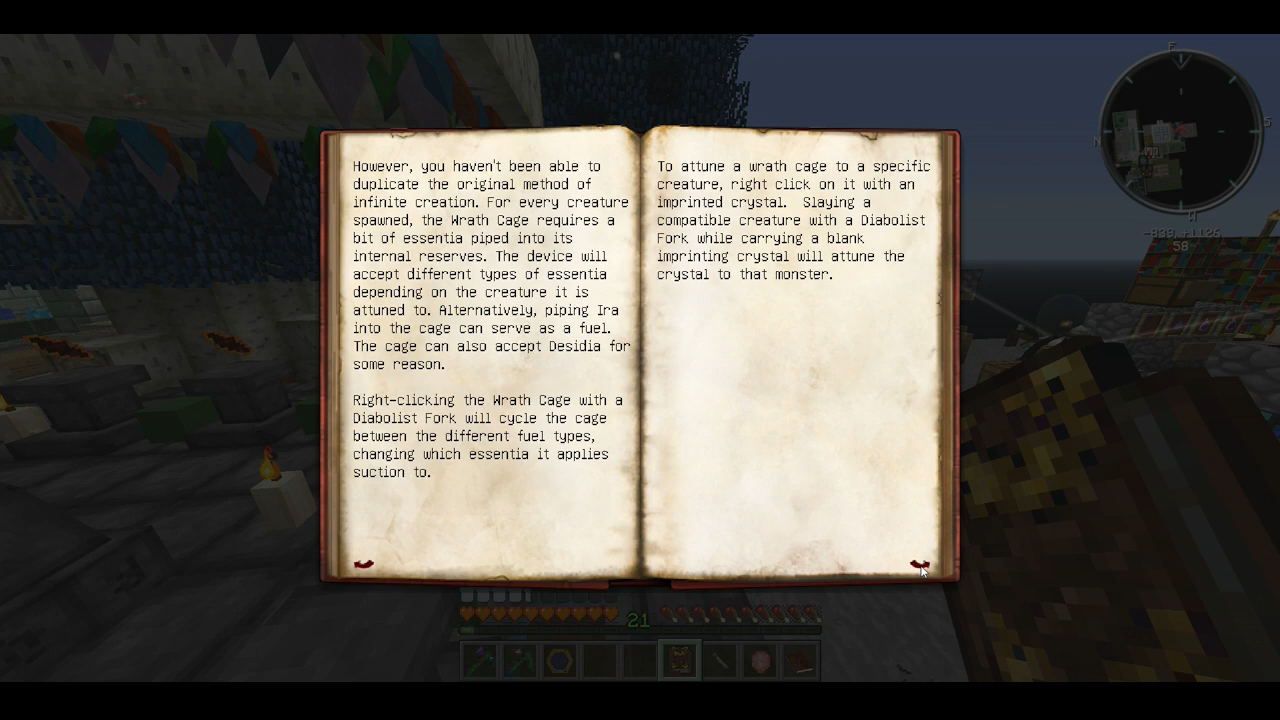 However, you haven't been able to
duplicate the original method of
infinite creation. For every creature
spawned, the Wrath Cage requires a
bit of essentia piped into its
internal reserves. The device will
accept different types of essentia
depending on the creature it is
attuned to. Alternatively, piping Ira
into the cage can serve as a fuel.
The cage can also accept Desidia for
some reason.
Right-clicking the Wrath Cage with a
Diabolist Fork will cycle the cage
between the different fuel types,
changing which essentia it applies
suction to.
To attune a wrath cage to a specific
creature, right click on it with an
imprinted crystal.  Slaying a
compatible creature with a Diabolist
Fork while carrying a blank
imprinting crystal will attune the
crystal to that monster.
N
W
58
21